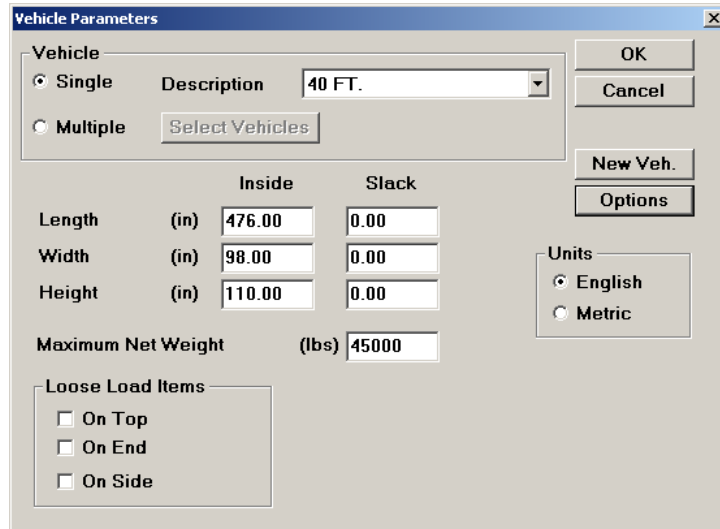 Vehicle Parameters
Vehicle
Single Description 40 FT.
Multiple Select Vehicles
OK
Cancel
New Veh.
Options
Inside Slack
Length (in) 476.00 0.00
Width (in) 98.00 0.00
Height (in) 110.00 0.00
Maximum Net Weight (lbs) 45000
Units
English
Metric
Loose Load Items
On Top
On End
On Side